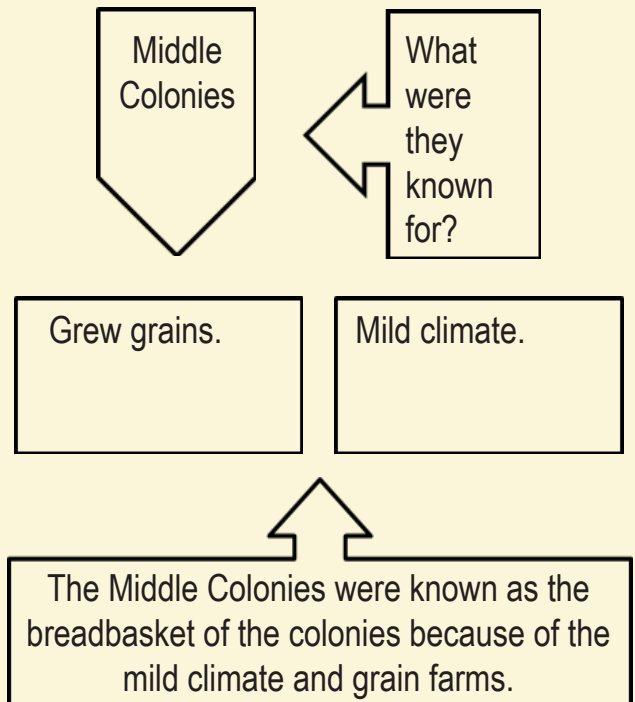 Middle
Colonies
What
were
they
known
for?
Grew grains.
Mild climate.
The Middle Colonies were known as the
breadbasket of the colonies because of the
mild climate and grain farms.